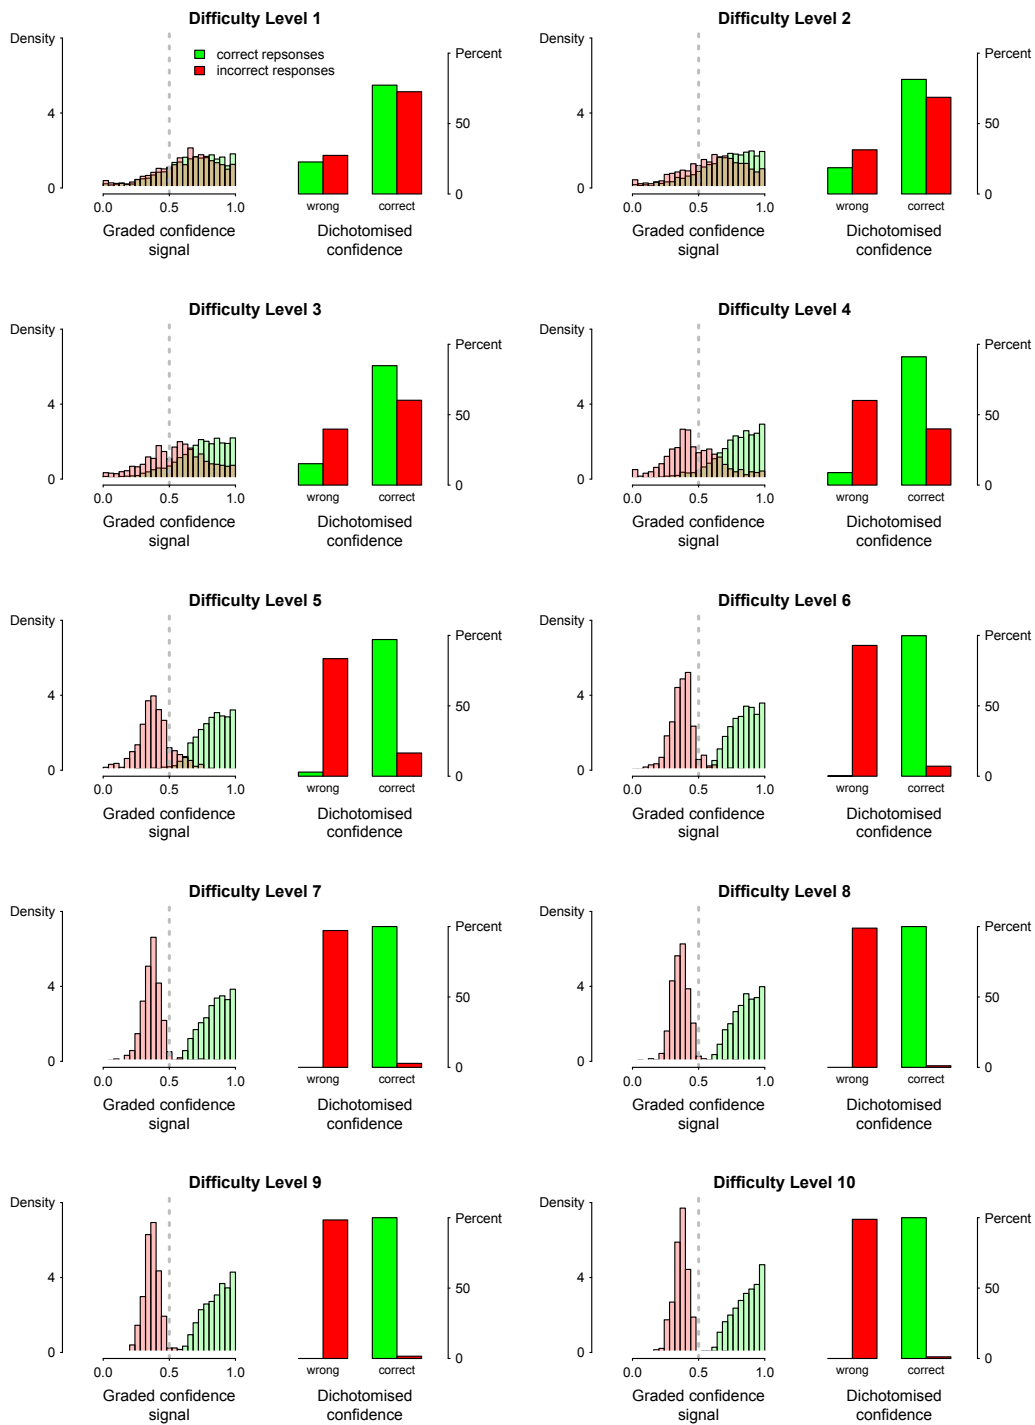 Difficulty Level 1
Density
4
0
0.0 0.5 1.0
Graded confidence
signal
correct repsonses
incorrect responses
wrong correct
Dichotomised
confidence
Percent
50
0
Difficulty Level 2
Density
4
0
0.0 0.5 1.0
Graded confidence
signal
wrong correct
Dichotomised
confidence
Percent
50
0
Difficulty Level 3
Density
4
0
0.0 0.5 1.0
Graded confidence
signal
wrong correct
Dichotomised
confidence
Percent
50
0
Difficulty Level 4
Density
4
0
0.0 0.5 1.0
Graded confidence
signal
wrong correct
Dichotomised
confidence
Percent
50
0
Difficulty Level 5
Density
4
0
0.0 0.5 1.0
Graded confidence
signal
wrong correct
Dichotomised
confidence
Percent
50
0
Difficulty Level 6
Density
4
0
0.0 0.5 1.0
Graded confidence
signal
wrong correct
Dichotomised
confidence
Percent
50
0
Difficulty Level 7
Density
4
0
0.0 0.5 1.0
Graded confidence
signal
wrong correct
Dichotomised
confidence
Percent
50
0
Difficulty Level 8
Density
4
0
0.0 0.5 1.0
Graded confidence
signal
wrong correct
Dichotomised
confidence
Percent
50
0
Difficulty Level 9
Density
4
0
0.0 0.5 1.0
Graded confidence
signal
wrong correct
Dichotomised
confidence
Percent
50
0
Difficulty Level 10
Density
4
0
0.0 0.5 1.0
Graded confidence
signal
wrong correct
Dichotomised
confidence
Percent
50
0